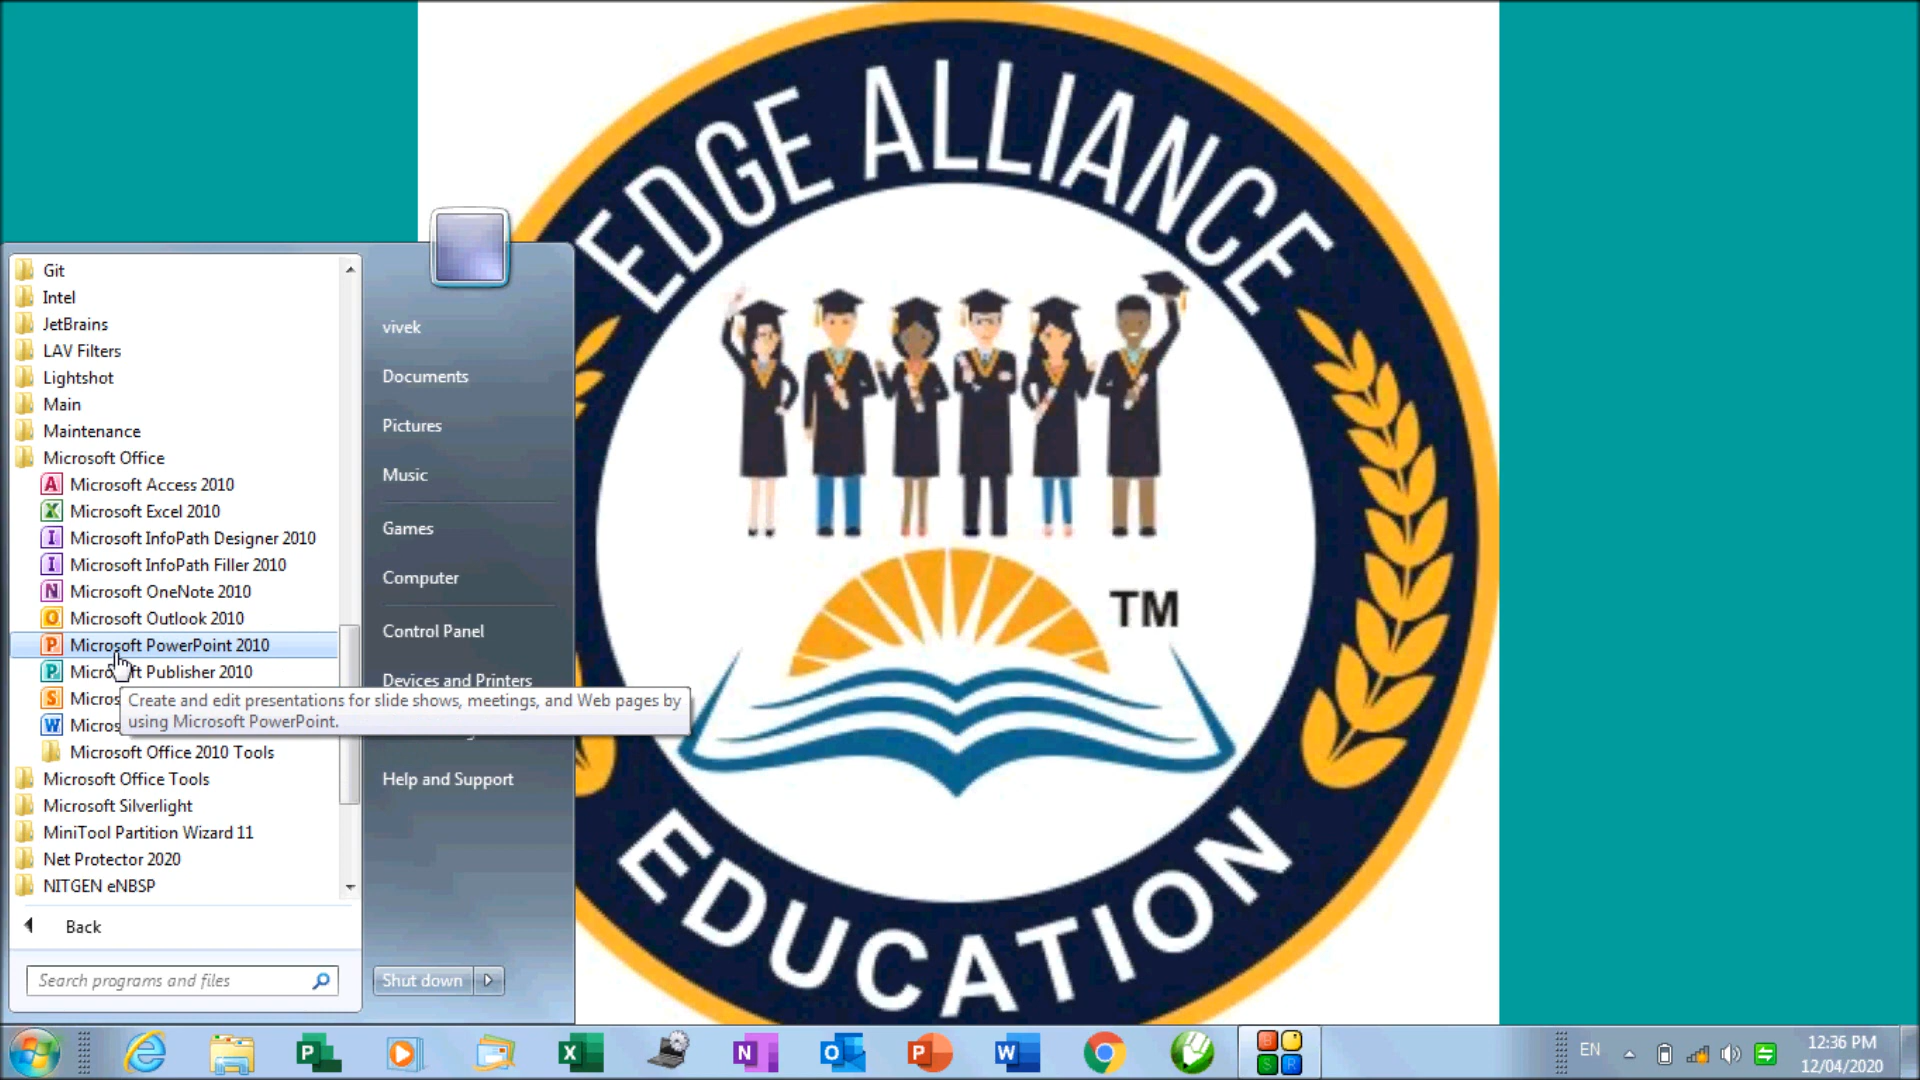 EDGE ALLIANCE
TM
EDUCATION
Git
Intel
JetBrains
LAV Filters
Lightshot
Main
Maintenance
Microsoft Office
Microsoft Access 2010
Microsoft Excel 2010
Microsoft InfoPath Designer 2010
Microsoft InfoPath Filler 2010
Microsoft OneNote 2010
Microsoft Outlook 2010
Microsoft PowerPoint 2010
Publisher 2010
Create and edit presentations for slide shows, meetings, and Web pages by
using Microsoft PowerPoint.
Microsoft Office 2010 Tools
Microsoft Office Tools
Microsoft Silverlight
MiniTool Partition Wizard 11
Net Protector 2020
NITGEN eNBSP
Back
Search programs and files
vivek
Documents
Pictures
Music
Games
Computer
Control Panel
Devices and Printers
Help and Support
Shut down
EN
12:36 PM
12/04/2020